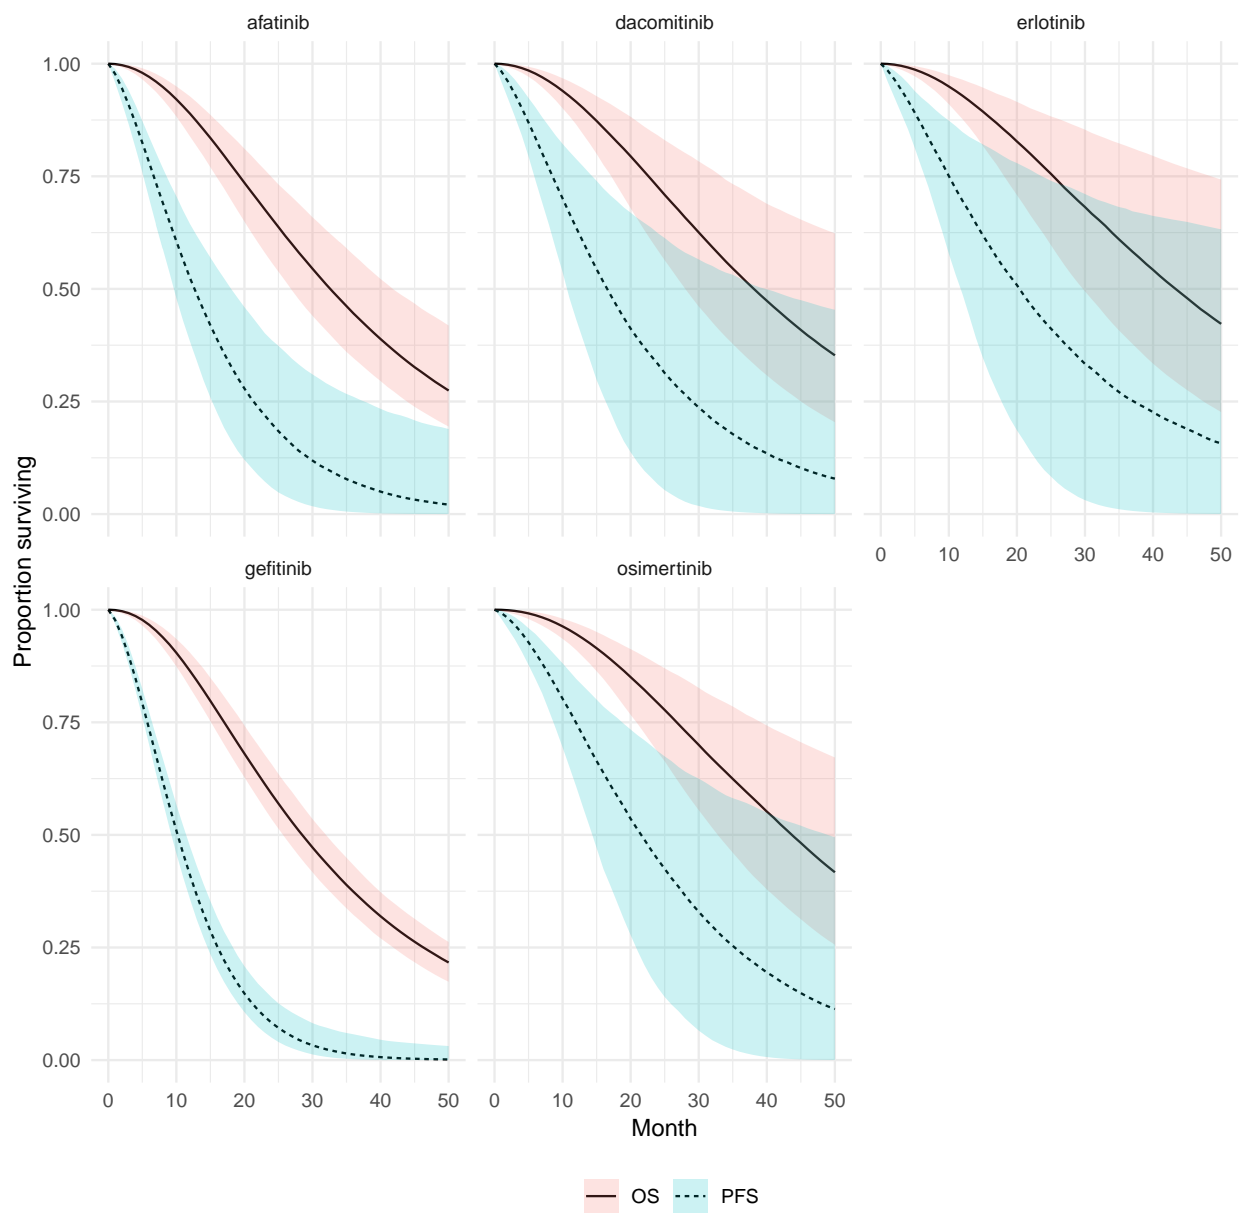 afatinib dacomitinib erlotinib
1.00
0.75
0.50
0.25
0.00
0 10 20 30 40 50
Proportion surviving
gefitinib osimertinib
1.00
0.75
0.50
0.25
0.00
0 10 20 30 40 50 0 10 20 30 40 50
Month
OS PFS